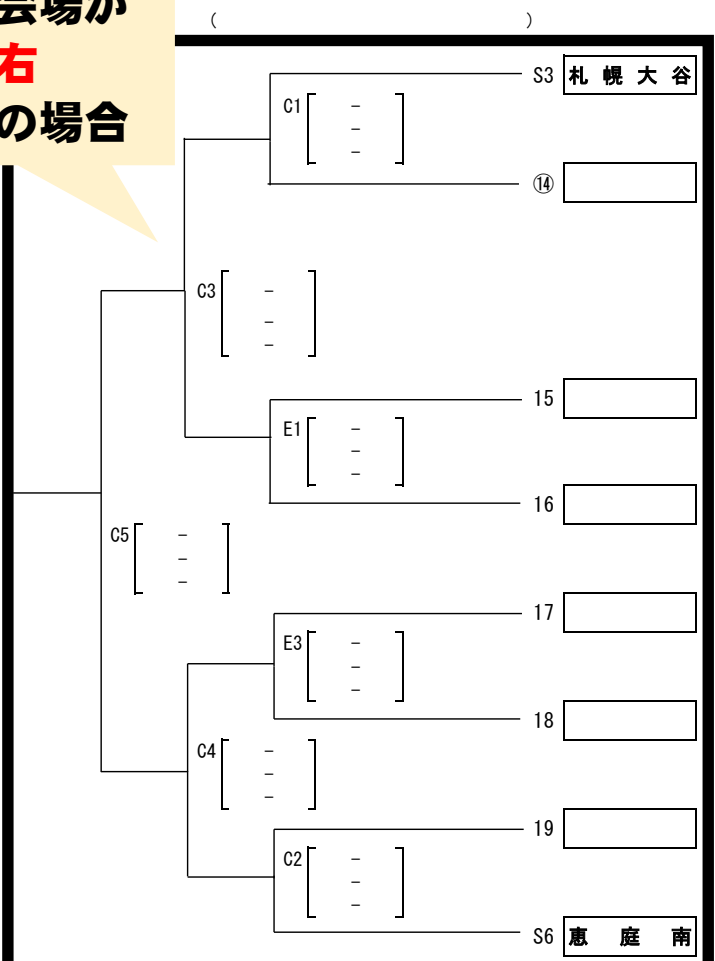 会場が
右
の場合
(　　　　　　)
S3 札幌大谷
C1 [ - - - ]
⑭
C3 [ - - - ]
15
E1 [ - - - ]
16
C5 [ - - - ]
17
E3 [ - - - ]
18
C4 [ - - - ]
19
C2 [ - - - ]
S6 恵庭南